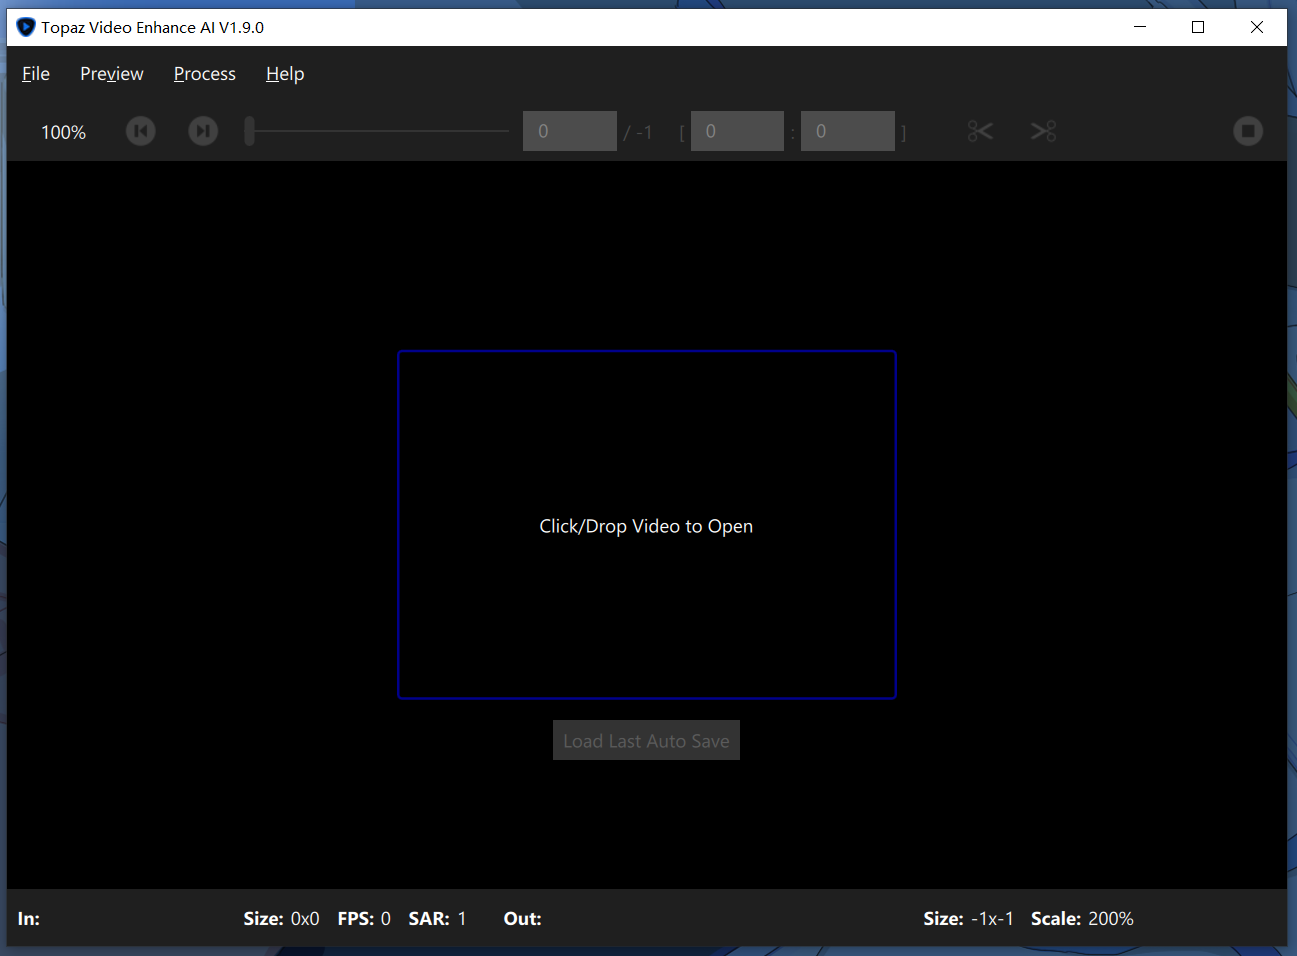 Topaz Video Enhance AI V1.9.0
File Preview Process Help
100% 0 / -1 [ 0 : 0 ]
Click/Drop Video to Open
Load Last Auto Save
In: Size: 0x0 FPS: 0 SAR: 1 Out: Size: -1x-1 Scale: 200%